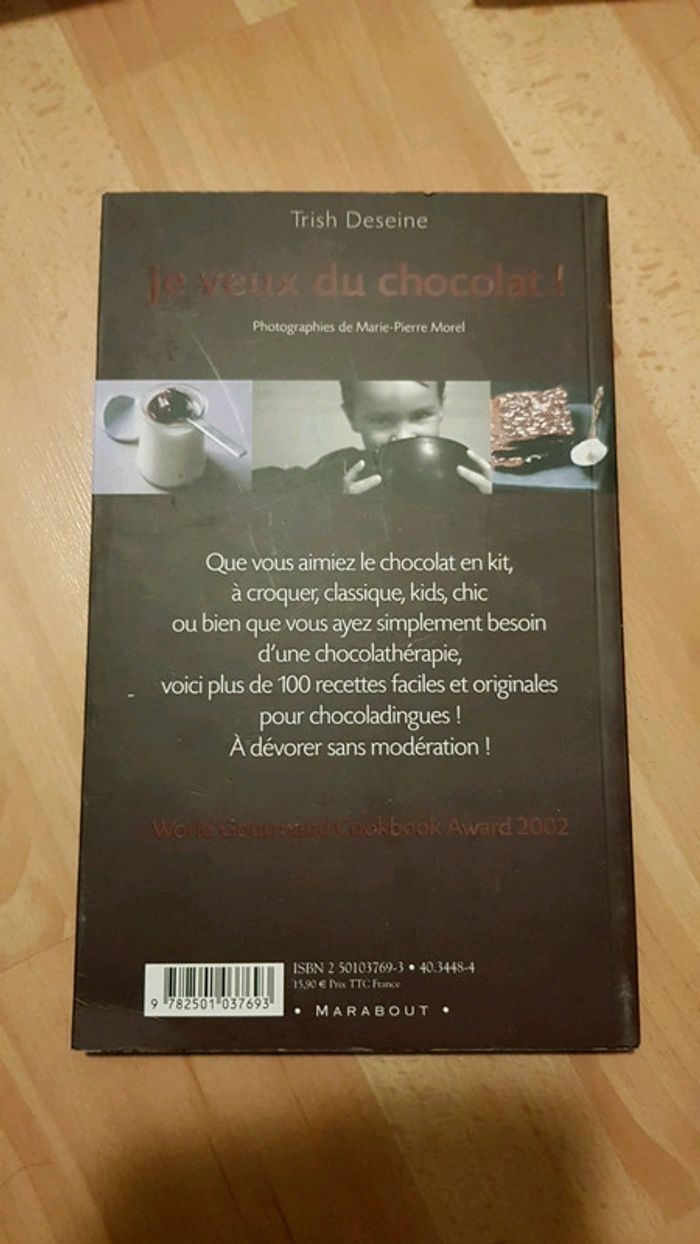 Trish Deseine
je veux du chocolat !
Photographies de Marie-Pierre Morel
Que vous aimiez le chocolat en kit,
à croquer, classique, kids, chic
ou bien que vous ayez simplement besoin
d'une chocolathérapie,
voici plus de 100 recettes faciles et originales
pour chocoladingues !
À dévorer sans modération !
World Gourmand Cookbook Award 2002
ISBN 2 50103769-3 • 40.3448-4
15,90 € Prix TTC France
9 782501 037693
• MARABOUT •